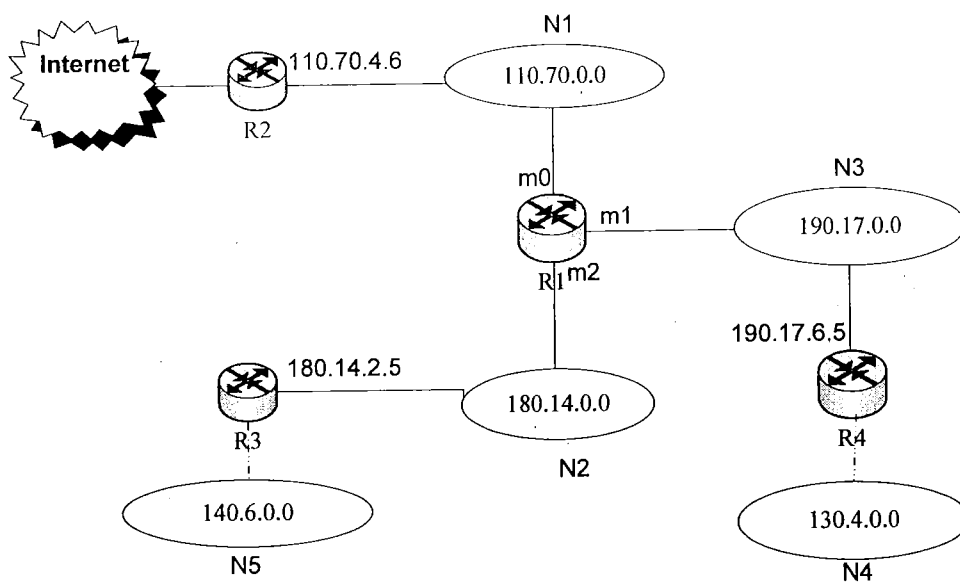 N1
Internet
110.70.4.6
110.70.0.0
R2
N3
m0
m1
190.17.0.0
R1
m2
190.17.6.5
180.14.2.5
180.14.0.0
R3
R4
N2
140.6.0.0
130.4.0.0
N5
N4